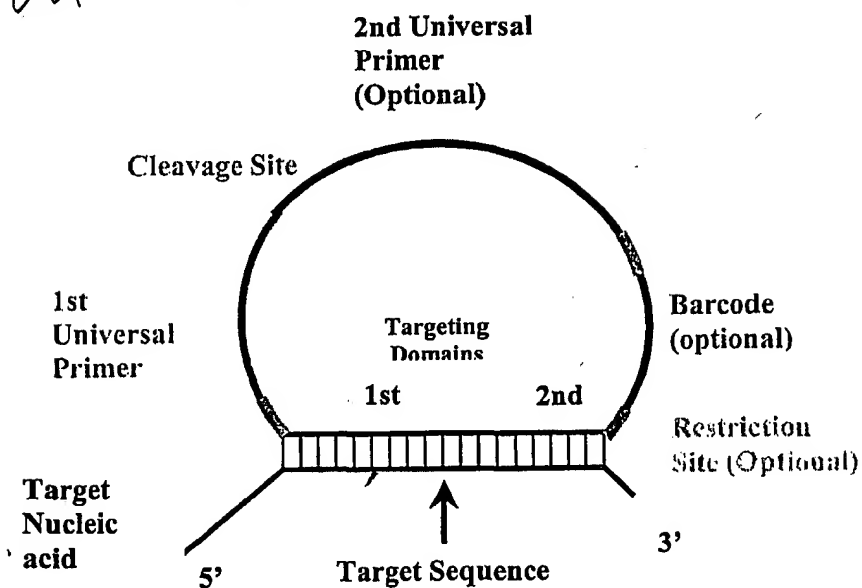 2nd Universal
Primer
(Optional)
Cleavage Site
1st
Universal
Primer
Targeting
Domains
Barcode
(optional)
1st 2nd
Restriction
Site (Optional)
Target
Nucleic
acid
5’
Target Sequence
3’